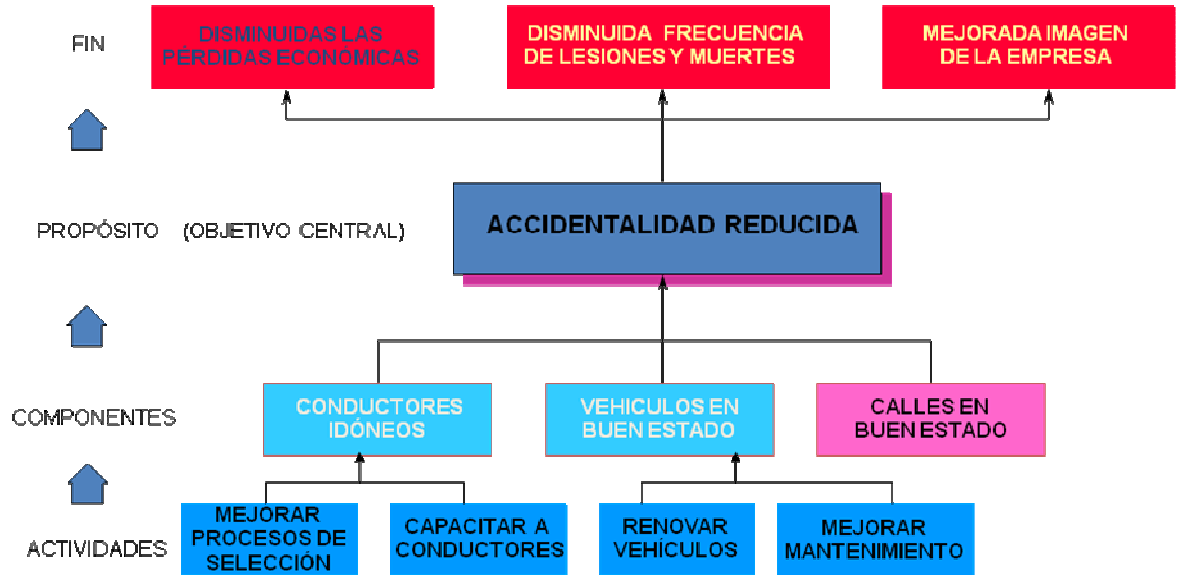 FIN
DISMINUIDAS LAS
PÉRDIDAS ECONÓMICAS
DISMINUIDA FRECUENCIA
DE LESIONES Y MUERTES
MEJORADA IMAGEN
DE LA EMPRESA
PROPÓSITO (OBJETIVO CENTRAL)
ACCIDENTALIDAD REDUCIDA
COMPONENTES
CONDUCTORES
IDÓNEOS
VEHICULOS EN
BUEN ESTADO
CALLES EN
BUEN ESTADO
ACTIVIDADES
MEJORAR
PROCESOS DE
SELECCIÓN
CAPACITAR A
CONDUCTORES
RENOVAR
VEHÍCULOS
MEJORAR
MANTENIMIENTO